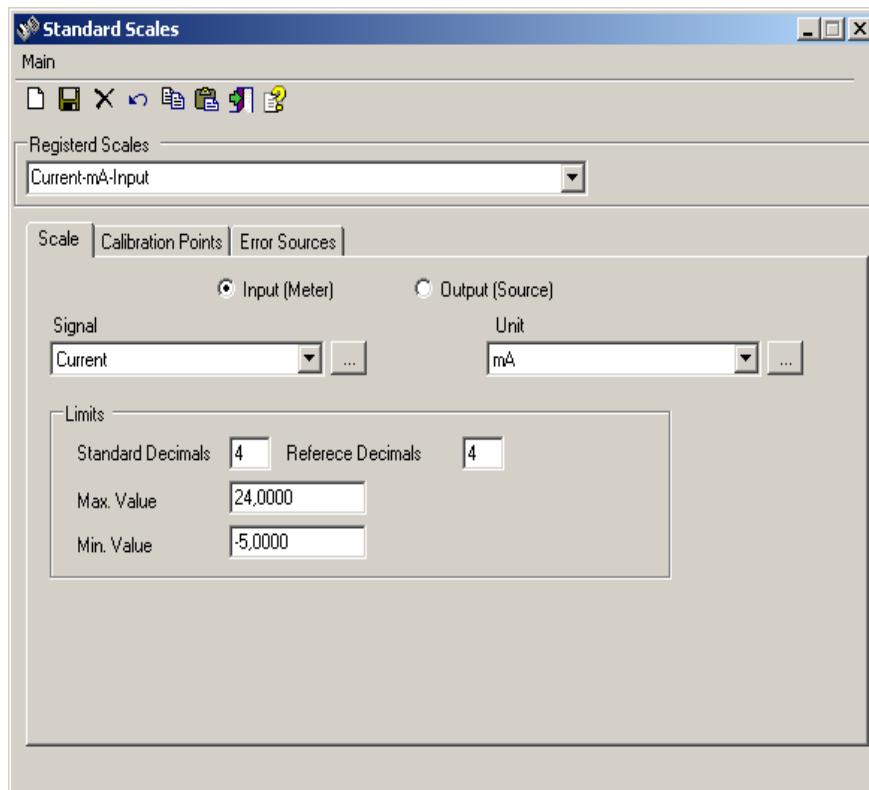 Standard Scales
Main
Registerd Scales
Current-mA-Input
Scale Calibration Points Error Sources
Input (Meter) Output (Source)
Signal Unit
Current ... mA ...
Limits
Standard Decimals 4 Referece Decimals 4
Max. Value 24,0000
Min. Value -5,0000